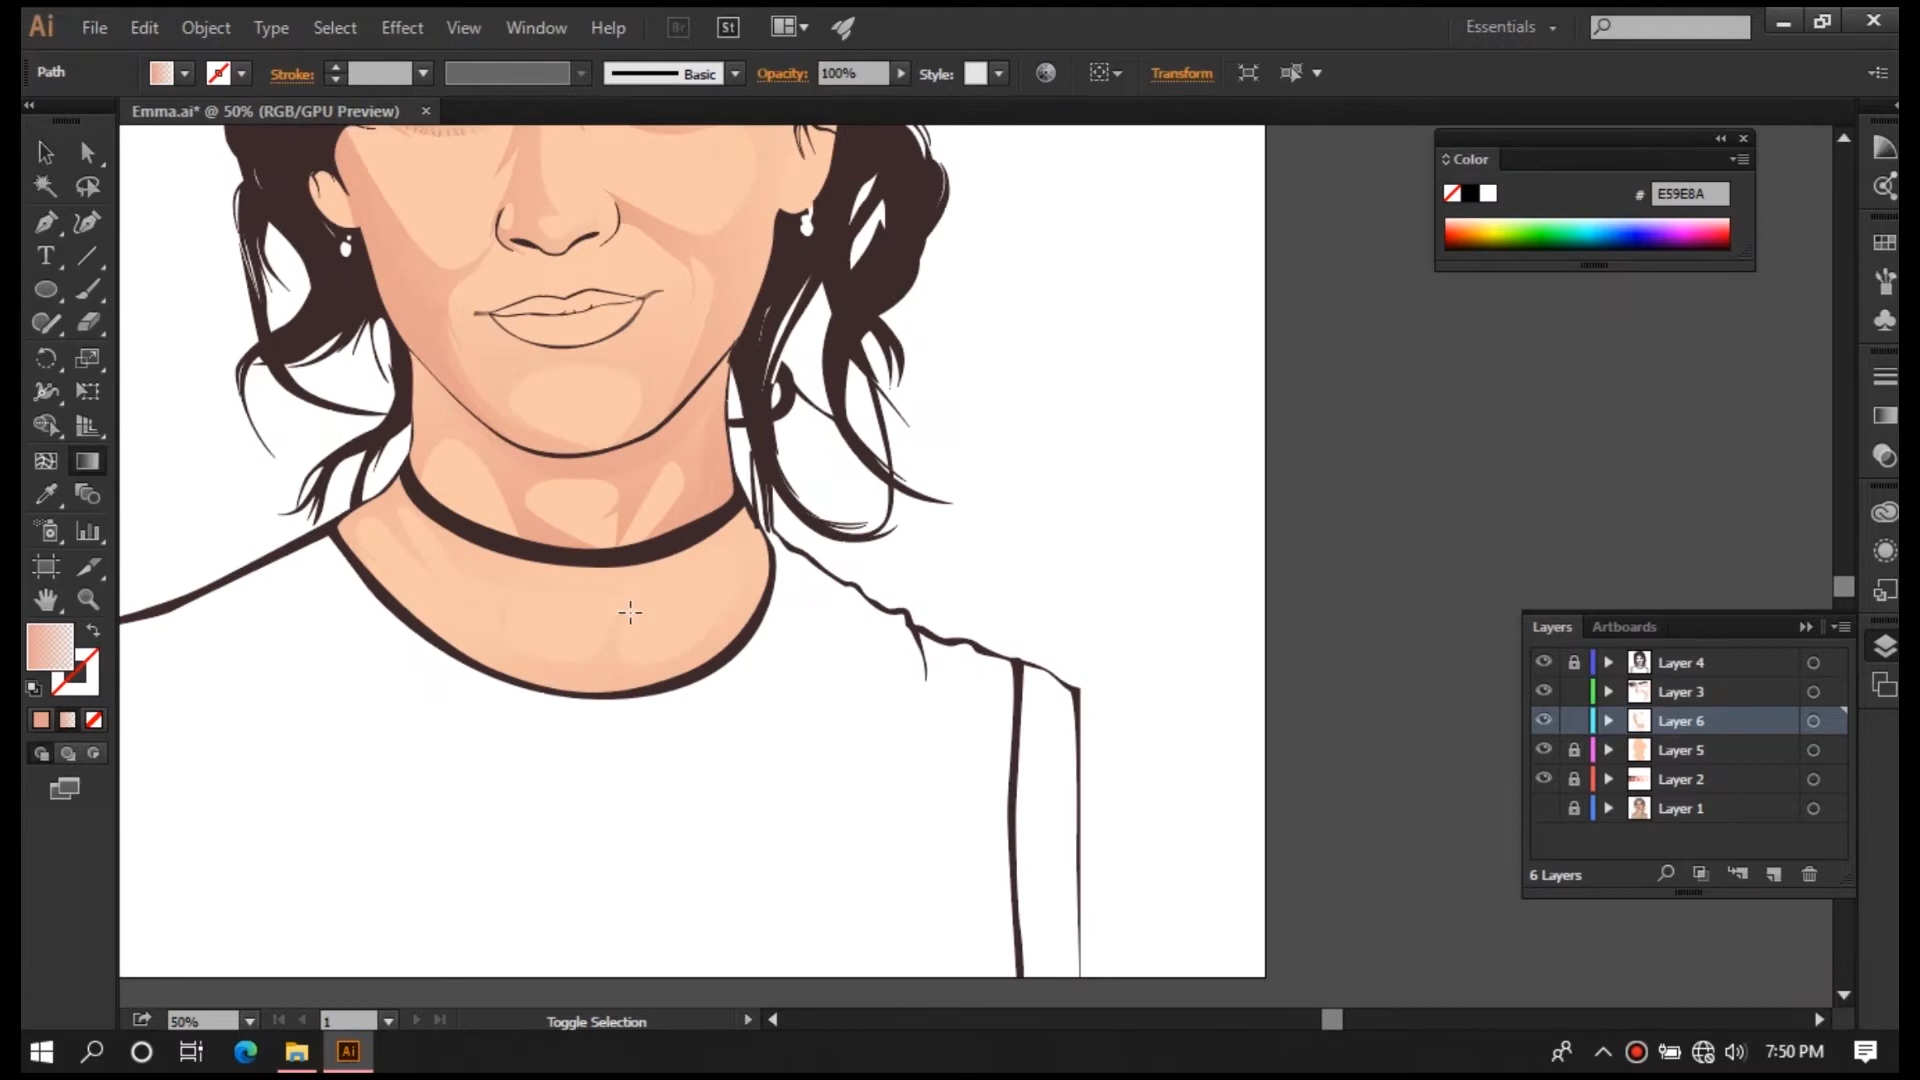 Ai File Edit Object Type Select Effect View Window Help Br St Essentials
Path Stroke: Basic Opacity: 100% Style: Transform
Emma.ai* @ 50% (RGB/GPU Preview)
Color
# E59E8A
Layers Artboards
Layer 4
Layer 3
Layer 6
Layer 5
Layer 2
Layer 1
6 Layers
50% 1 Toggle Selection
Ai 7:50 PM